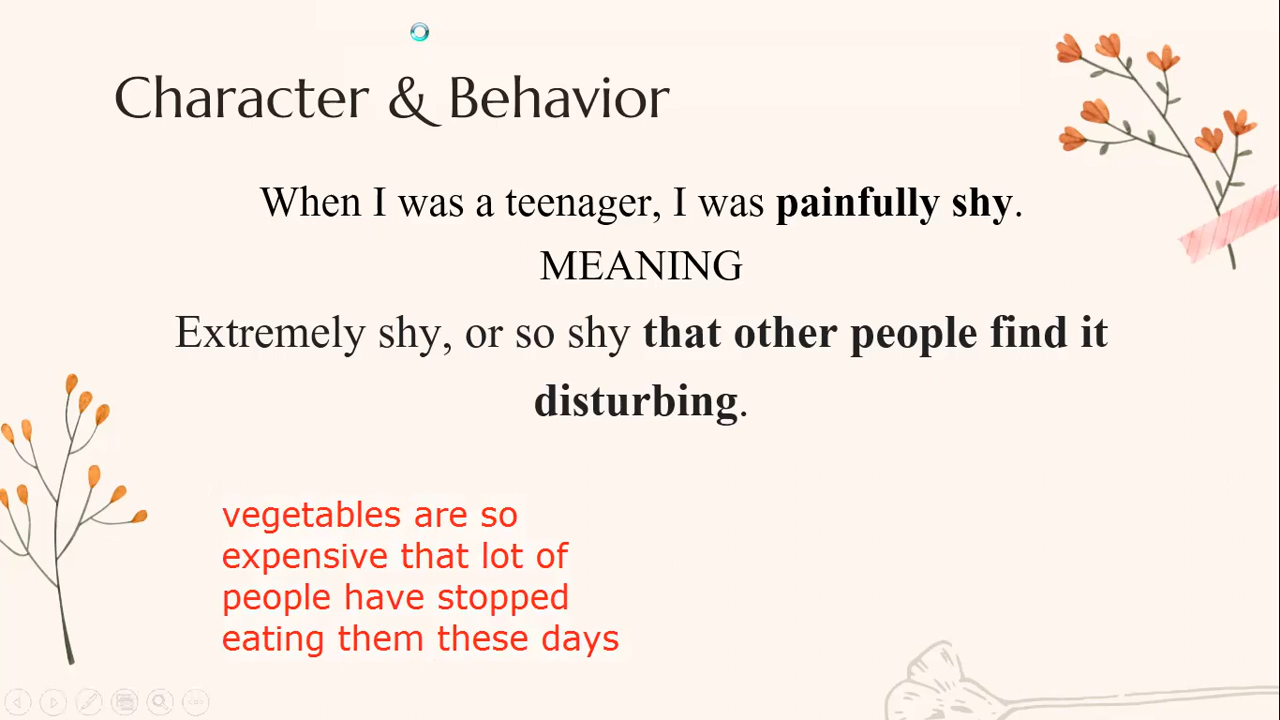 Character & Behavior
When I was a teenager, I was painfully shy.
MEANING
Extremely shy, or so shy that other people find it
disturbing.
vegetables are so
expensive that lot of
people have stopped
eating them these days